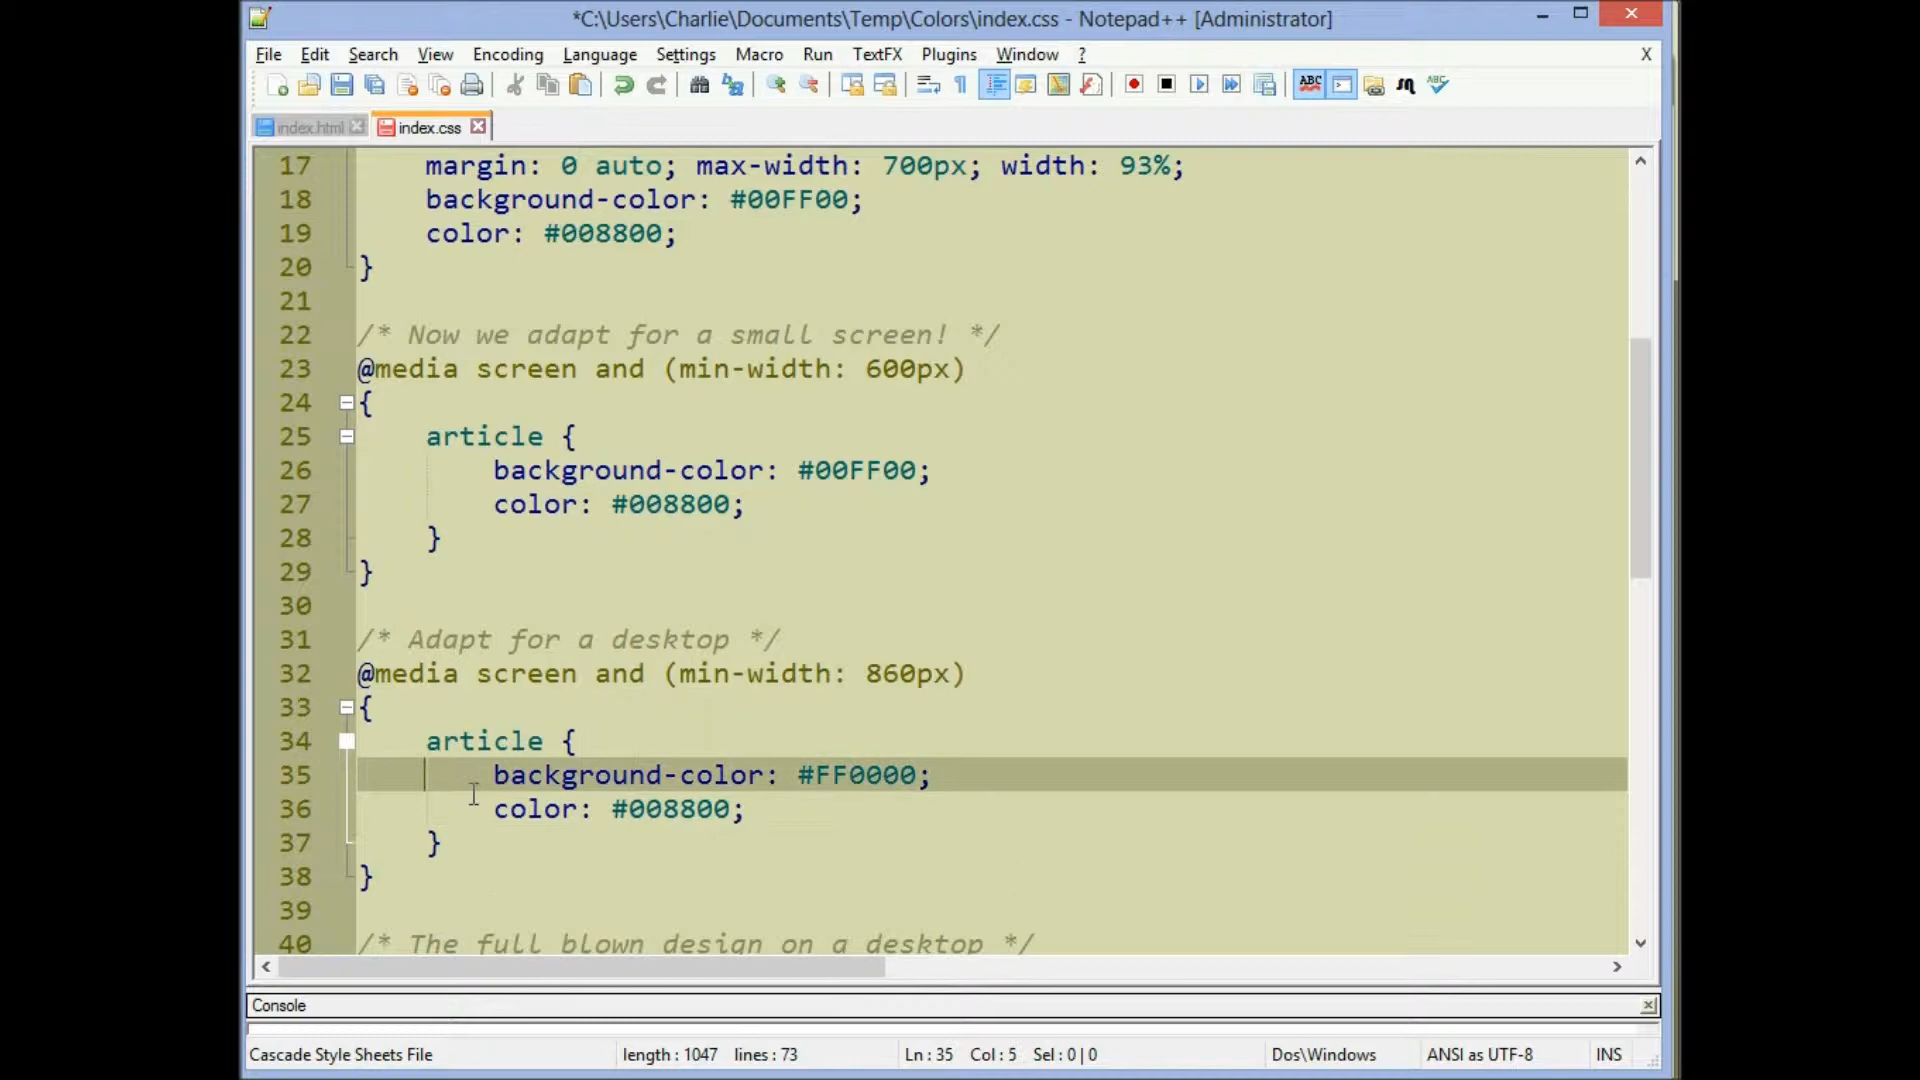 *C:\Users\Charlie\Documents\Temp\Colors\index.css - Notepad++ [Administrator]
File Edit Search View Encoding Language Settings Macro Run TextFX Plugins Window ? X
index.html index.css
17 margin: 0 auto; max-width: 700px; width: 93%;
18 background-color: #00FF00;
19 color: #008800;
20 }
21
22 /* Now we adapt for a small screen! */
23 @media screen and (min-width: 600px)
24 {
25 article {
26 background-color: #00FF00;
27 color: #008800;
28 }
29 }
30
31 /* Adapt for a desktop */
32 @media screen and (min-width: 860px)
33 {
34 article {
35 background-color: #FF0000;
36 color: #008800;
37 }
38 }
39
40 /* The full blown design on a desktop */
Console
Cascade Style Sheets File length : 1047 lines : 73 Ln : 35 Col : 5 Sel : 0 | 0 Dos\Windows ANSI as UTF-8 INS